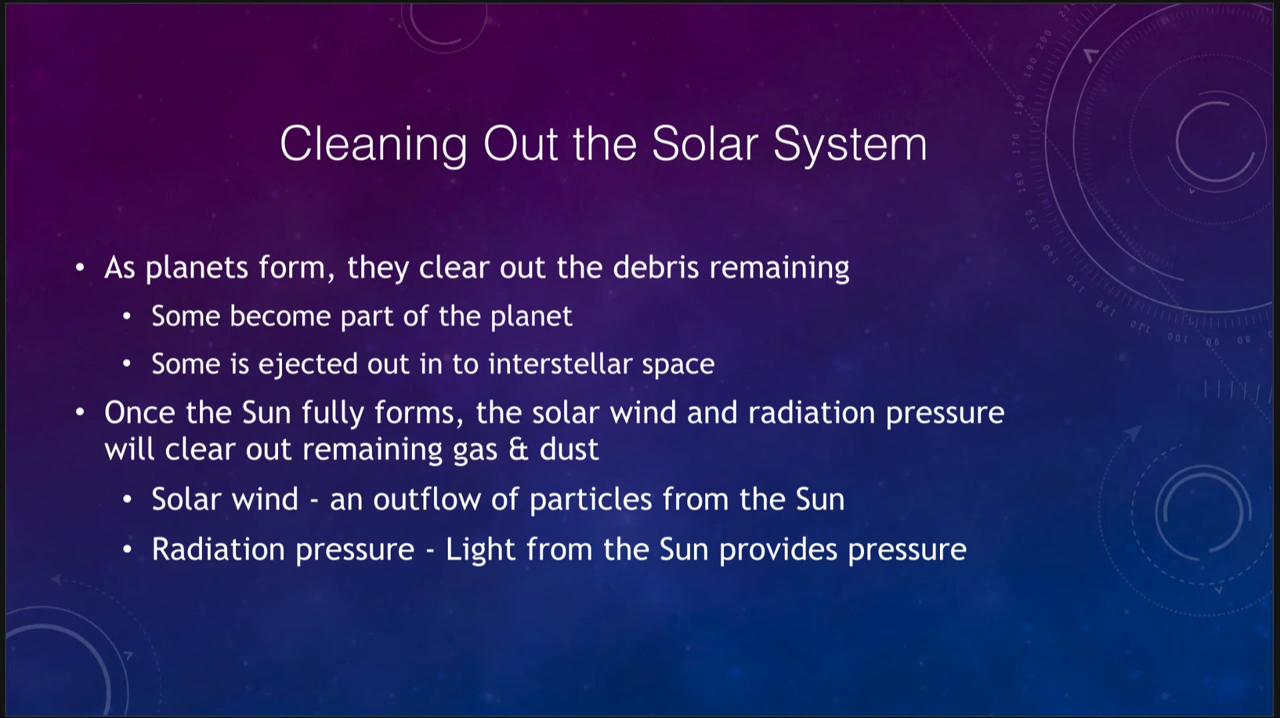 Cleaning Out the Solar System
• As planets form, they clear out the debris remaining
• Some become part of the planet
• Some is ejected out in to interstellar space
• Once the Sun fully forms, the solar wind and radiation pressure
will clear out remaining gas & dust
• Solar wind - an outflow of particles from the Sun
• Radiation pressure - Light from the Sun provides pressure